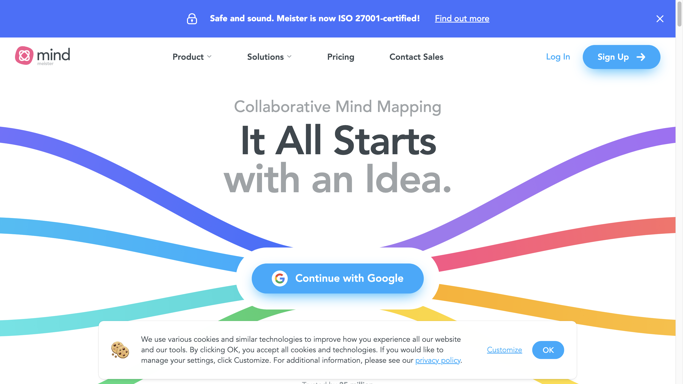 Safe and sound. Meister is now ISO 27001-certified! Find out more
mind
meister
Product
Solutions
Pricing
Contact Sales
Log In
Sign Up
Collaborative Mind Mapping
It All Starts
with an Idea.
Continue with Google
We use various cookies and similar technologies to improve how you experience all our website
and our tools. By clicking OK, you accept all cookies and technologies. If you would like to
manage your settings, click Customize. For additional information, please see our privacy policy.
Customize
OK